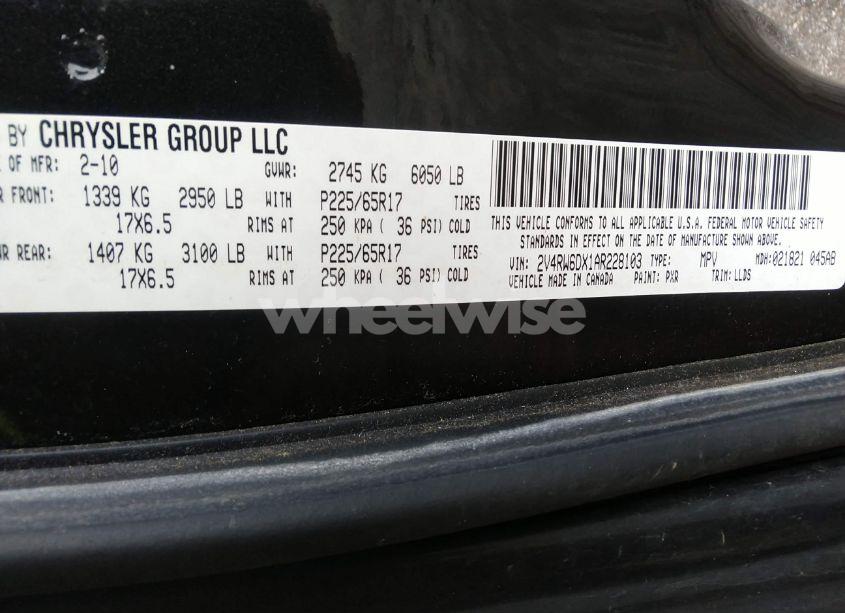 BY CHRYSLER GROUP LLC
OF MFR: 2-10 GVWR: 2745 KG 6050 LB
FRONT: 1339 KG 2950 LB WITH P225/65R17 TIRES
17X6.5 RIMS AT 250 KPA ( 36 PSI) COLD
REAR: 1407 KG 3100 LB WITH P225/65R17 TIRES
17X6.5 RIMS AT 250 KPA ( 36 PSI) COLD
THIS VEHICLE CONFORMS TO ALL APPLICABLE U.S.A. FEDERAL MOTOR VEHICLE SAFETY
STANDARDS IN EFFECT ON THE DATE OF MANUFACTURE SHOWN ABOVE.
VIN: 2V4RW6DX1AR228103 TYPE: MPV MDH:021821 045AB
VEHICLE MADE IN CANADA PAINT: PXR TRIM: LLDS
wheelwise